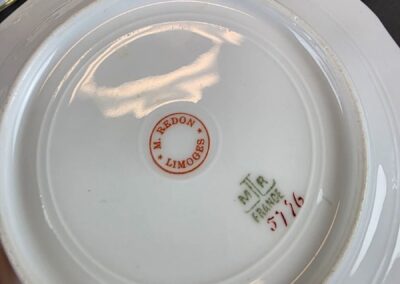 M. REDON
LIMOGES
M R
FRANCE
5776